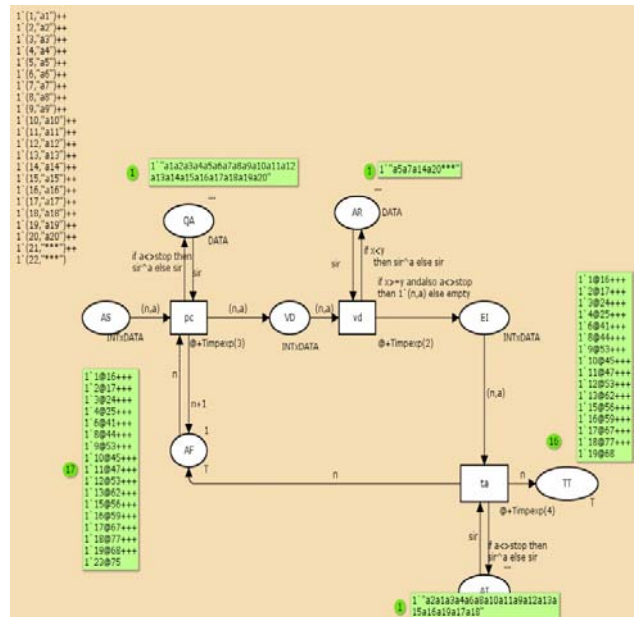 1`(1,"a1")++
1`(2,"a2")++
1`(3,"a3")++
1`(4,"a4")++
1`(5,"a5")++
1`(6,"a6")++
1`(7,"a7")++
1`(8,"a8")++
1`(9,"a9")++
1`(10,"a10")++
1`(11,"a11")++
1`(12,"a12")++
1`(13,"a13")++
1`(14,"a14")++
1`(15,"a15")++
1`(16,"a16")++
1`(17,"a17")++
1`(18,"a18")++
1`(19,"a19")++
1`(20,"a20")++
1`(21,"***")++
1`(22,"***")
1
1`"a1a2a3a4a5a6a7a8a9a10a11a12
a13a14a15a16a17a18a19a20"
1
1`"a5a7a14a20***"
""
QA
DATA
""
AR
DATA
if a<>stop then
sir^a else sir
sir
sir
if x<y
then sir^a else sir
if x>=y andalso a<>stop
then 1`(n,a) else empty
AS
INTxDATA
(n,a)
pc
@+Timpexp(3)
(n,a)
VD
INTxDATA
(n,a)
vd
@+Timpexp(2)
EI
INTxDATA
n
n+1
(n,a)
17
1`1@16+++
1`2@17+++
1`3@24+++
1`4@25+++
1`6@41+++
1`8@44+++
1`9@53+++
1`10@45+++
1`11@47+++
1`12@53+++
1`13@62+++
1`15@56+++
1`16@59+++
1`17@67+++
1`18@77+++
1`19@68+++
1`23@75
16
1`1@16+++
1`2@17+++
1`3@24+++
1`4@25+++
1`6@41+++
1`8@44+++
1`9@53+++
1`10@45+++
1`11@47+++
1`12@53+++
1`13@62+++
1`15@56+++
1`16@59+++
1`17@67+++
1`18@77+++
1`19@68
1
AF
T
n
ta
n
TT
T
@+Timpexp(4)
sir
if a<>stop then
sir^a else sir
""
1
1`"a2a1a3a4a6a8a10a11a9a12a13a
15a16a19a17a18"